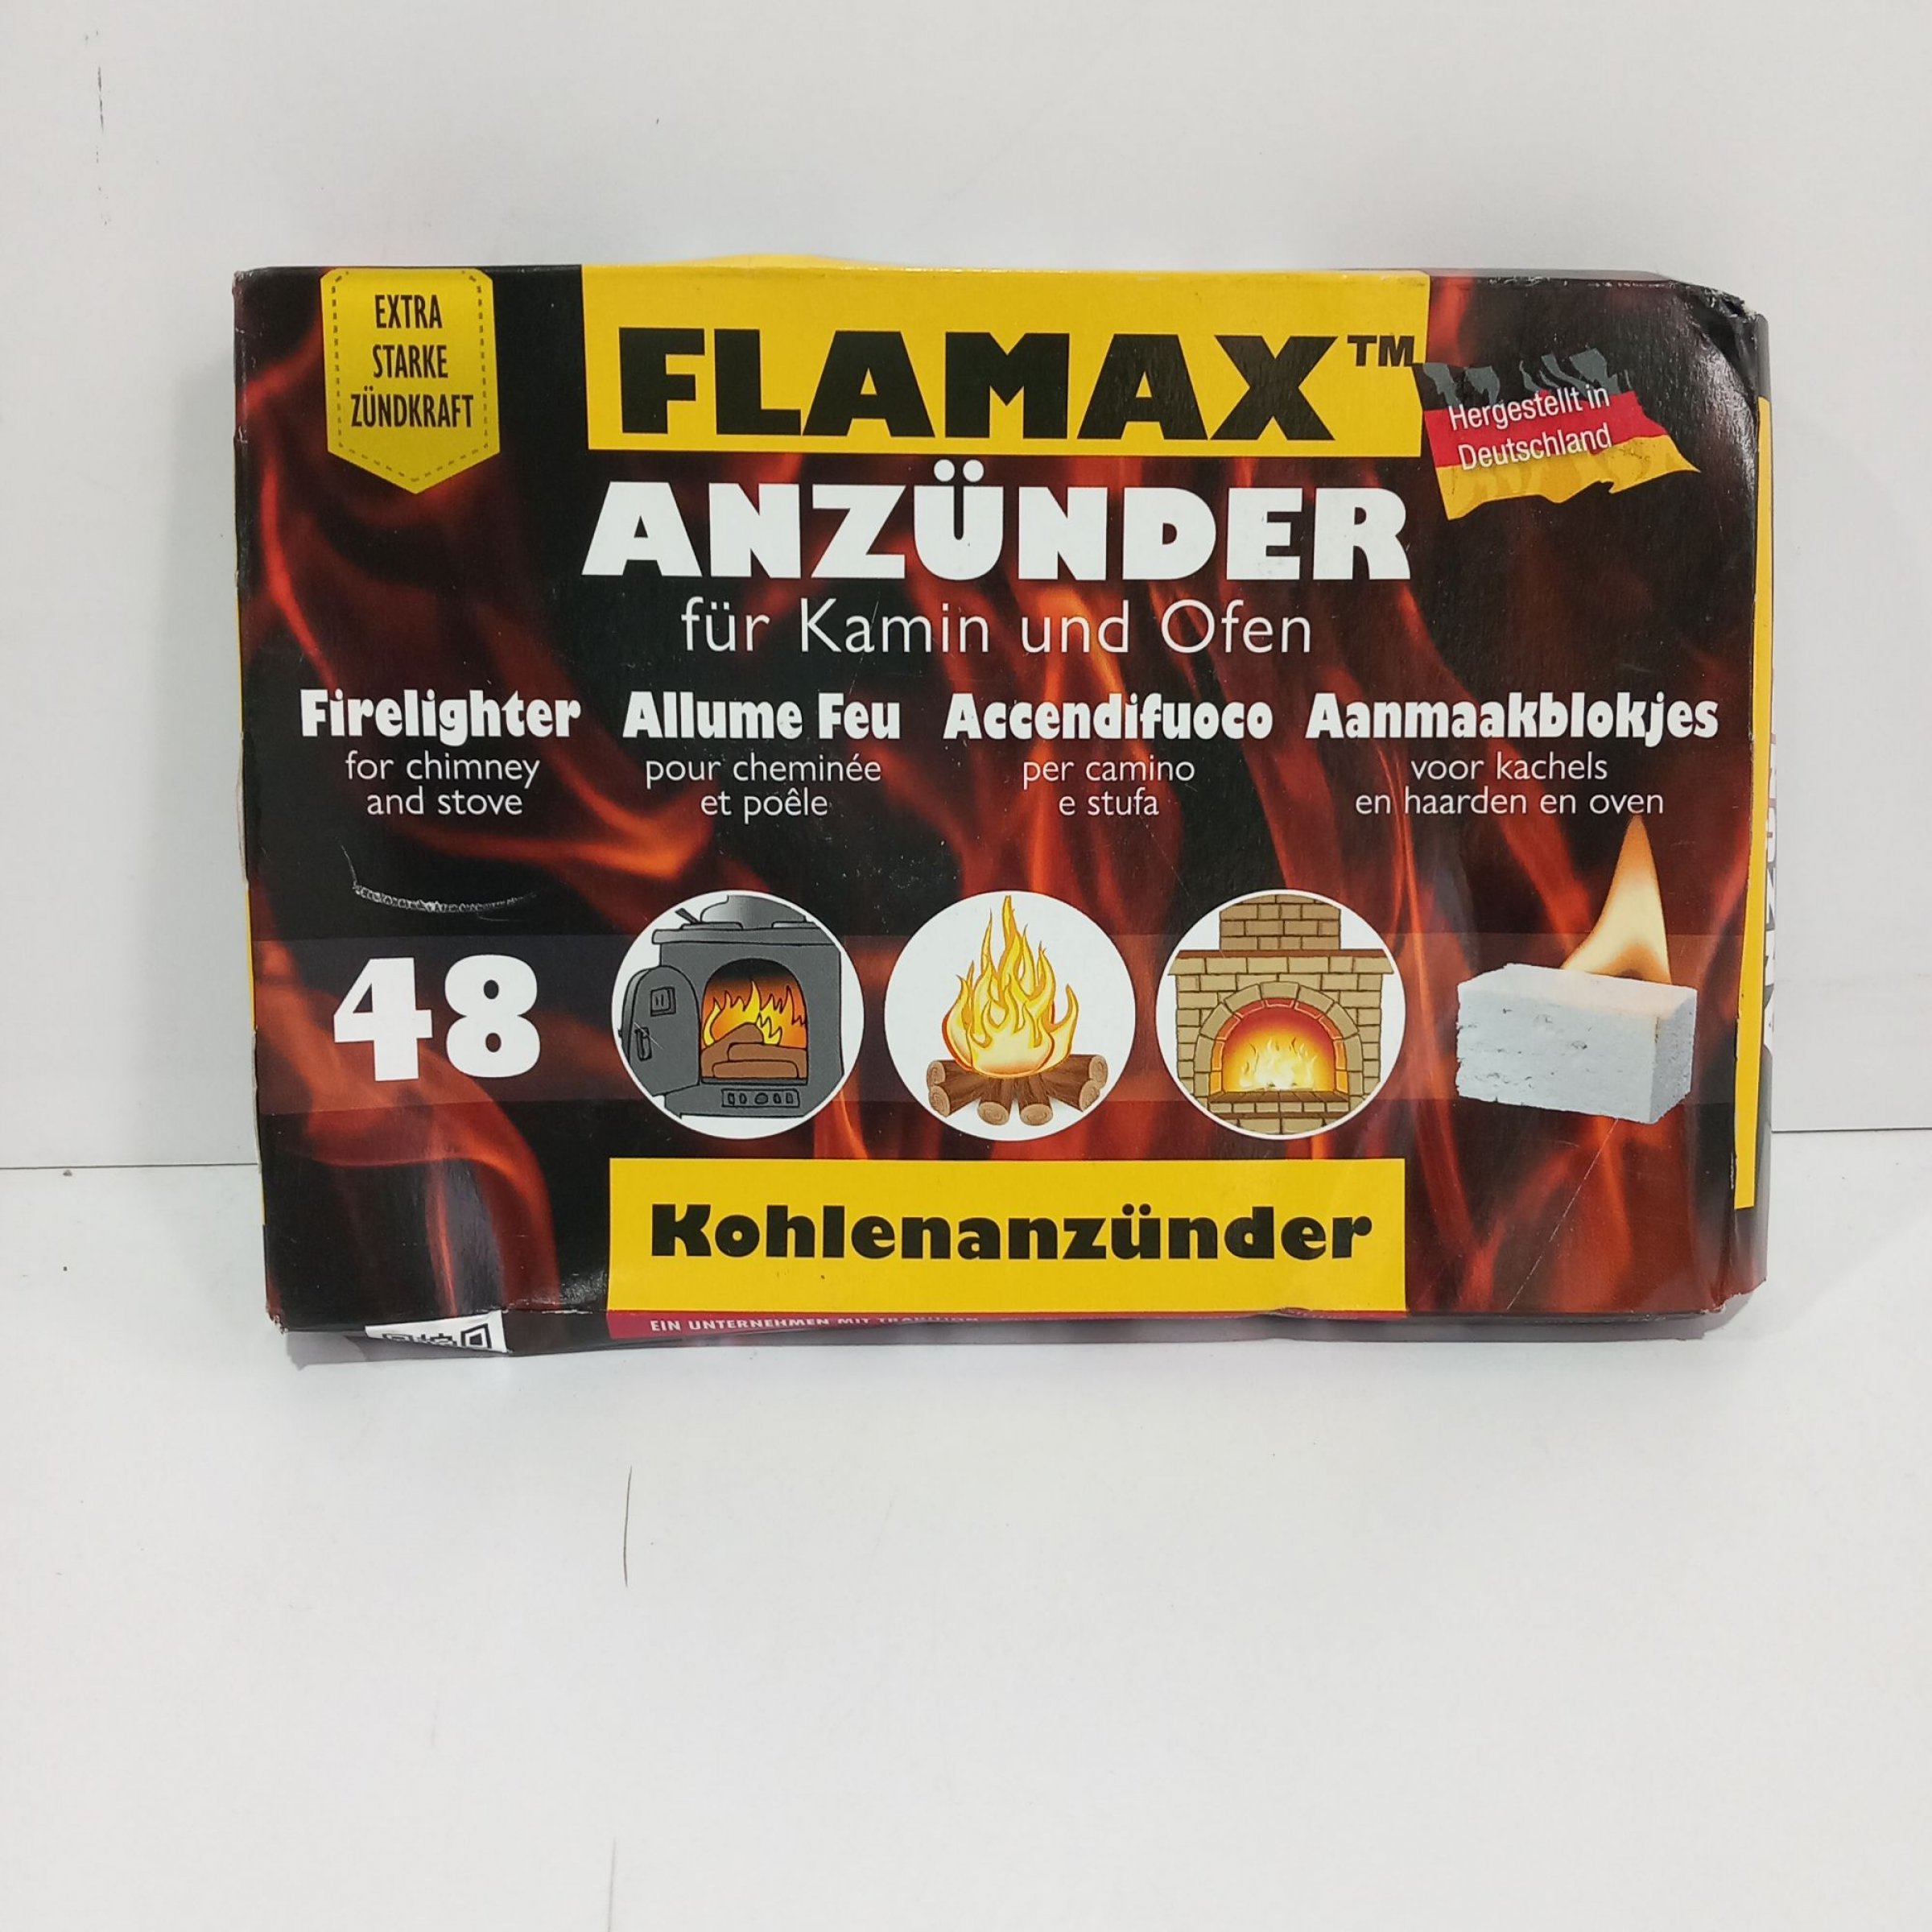 EXTRA
STARKE
ZÜNDKRAFT
FLAMAX™
Hergestellt in
Deutschland
ANZÜNDER
für Kamin und Ofen
Firelighter
for chimney
and stove
Allume Feu
pour cheminée
et poêle
Accendifuoco
per camino
e stufa
Aanmaakblokjes
voor kachels
en haarden en oven
48
Kohlenanzünder
EIN UNTERNEHMEN MIT TRADITION